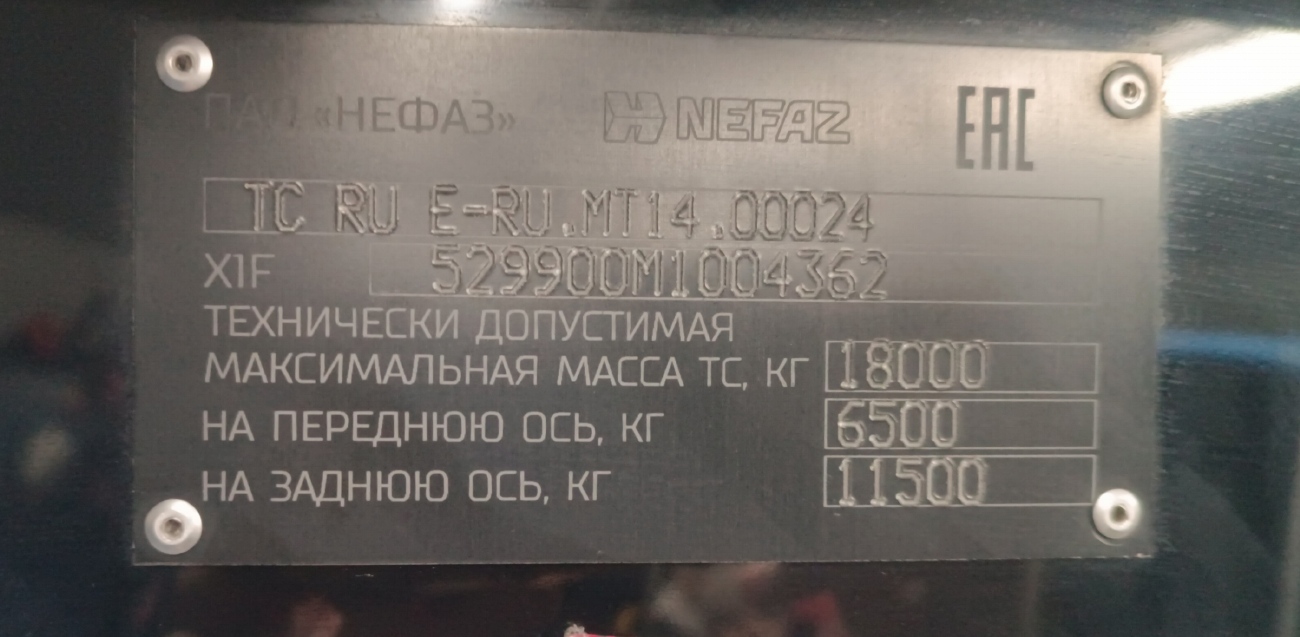 ПАО «НЕФАЗ» NEFAZ EAC
TC RU E-RU.MT14.00024
X1F 529900M1004362
ТЕХНИЧЕСКИ ДОПУСТИМАЯ
МАКСИМАЛЬНАЯ МАССА ТС, КГ 18000
НА ПЕРЕДНЮЮ ОСЬ, КГ 6500
НА ЗАДНЮЮ ОСЬ, КГ 11500